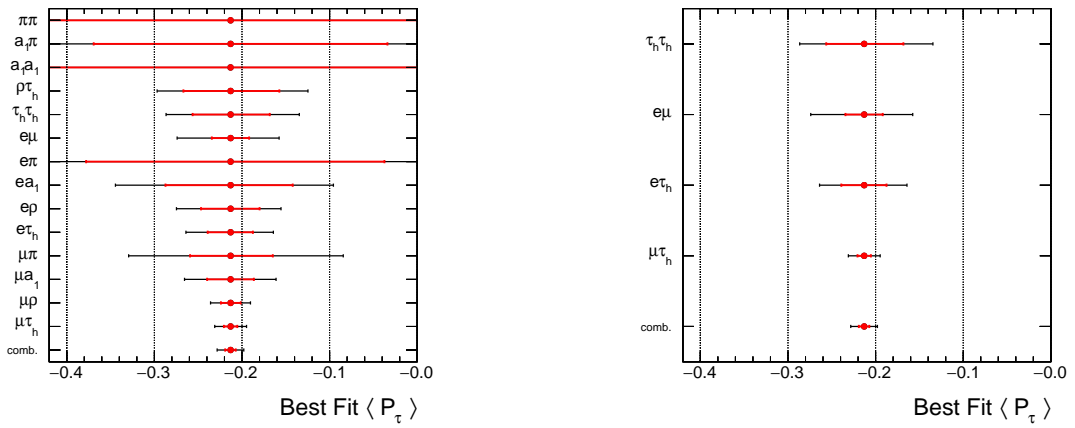 ππ
a₁π
a₁a₁
ρτₕ
τₕτₕ
eμ
eπ
ea₁
eρ
eτₕ
μπ
μa₁
μρ
μτₕ
comb.
−0.4 −0.3 −0.2 −0.1 −0.0
Best Fit ⟨ P_τ ⟩
τₕτₕ
eμ
eτₕ
μτₕ
comb.
−0.4 −0.3 −0.2 −0.1 −0.0
Best Fit ⟨ P_τ ⟩